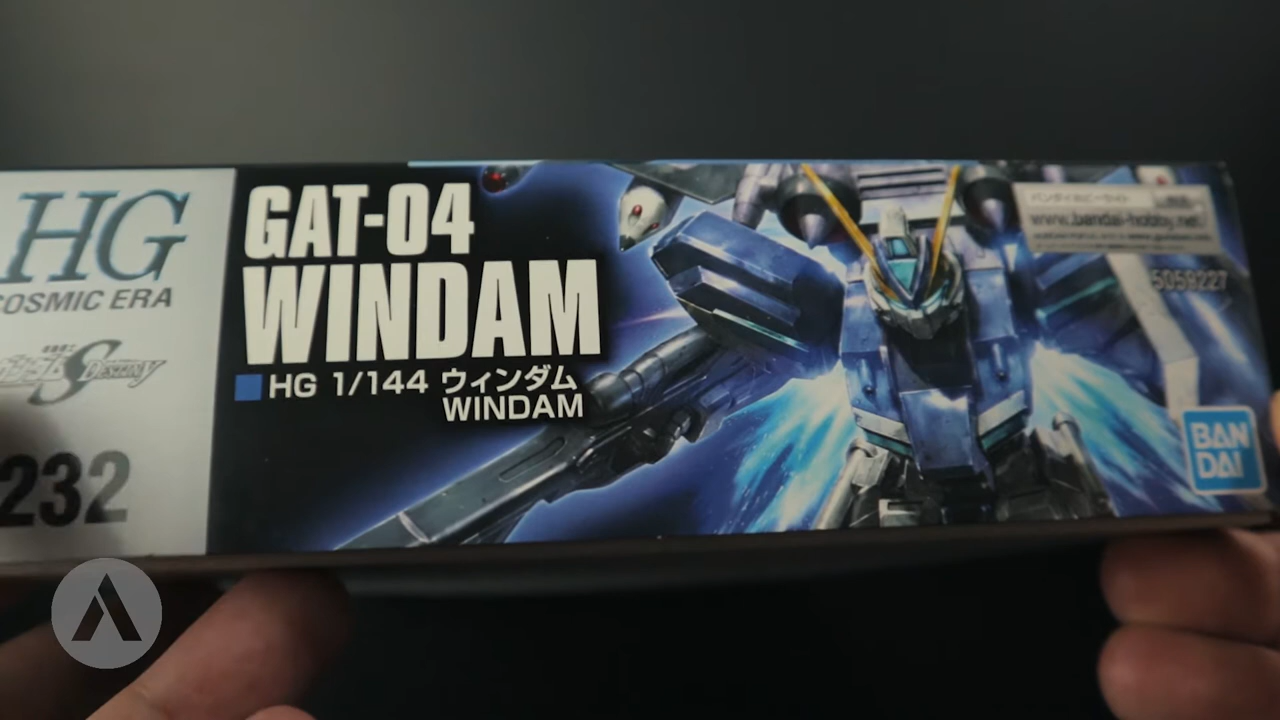 HG
COSMIC ERA
DESTINY
232
GAT-04
WINDAM
HG 1/144 ウィンダム
WINDAM
www.bandai-hobby.net
5059227
BAN
DAI